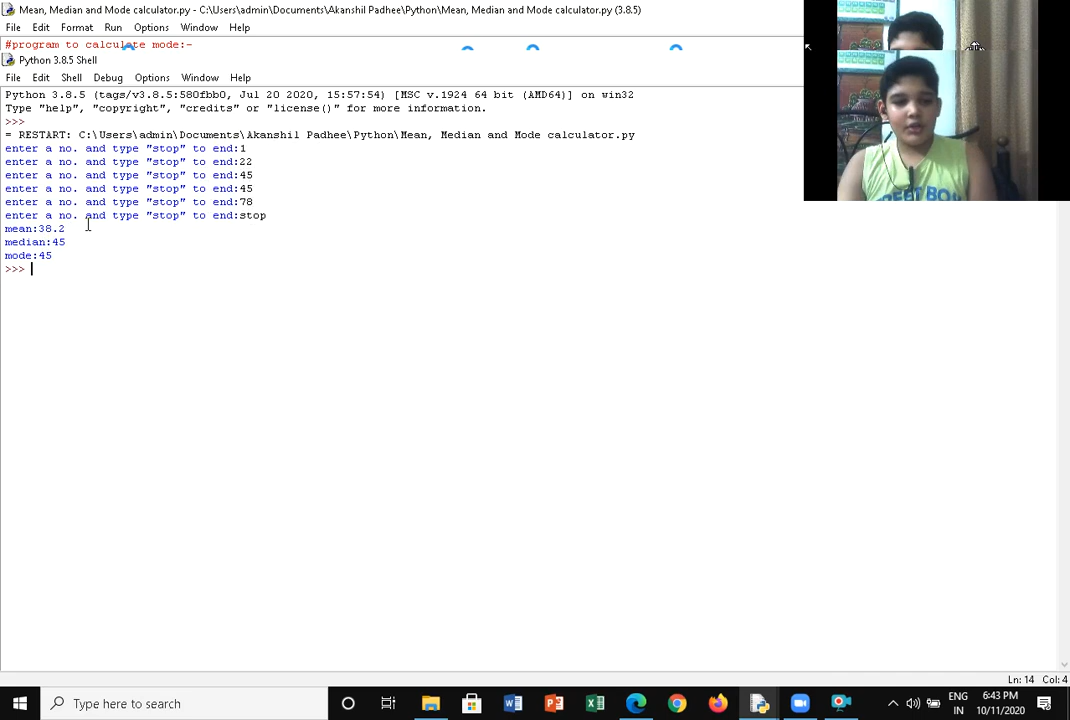 Mean, Median and Mode calculator.py - C:\Users\admin\Documents\Akanshil Padhee\Python\Mean, Median and Mode calculator.py (3.8.5)
File Edit Format Run Options Window Help
#program to calculate mode:-
Python 3.8.5 Shell
File Edit Shell Debug Options Window Help
Python 3.8.5 (tags/v3.8.5:580fbb0, Jul 20 2020, 15:57:54) [MSC v.1924 64 bit (AMD64)] on win32
Type "help", "copyright", "credits" or "license()" for more information.
>>>
= RESTART: C:\Users\admin\Documents\Akanshil Padhee\Python\Mean, Median and Mode calculator.py
enter a no. and type "stop" to end:1
enter a no. and type "stop" to end:22
enter a no. and type "stop" to end:45
enter a no. and type "stop" to end:45
enter a no. and type "stop" to end:78
enter a no. and type "stop" to end:stop
mean:38.2
median:45
mode:45
>>>
Ln: 14 Col: 4
Type here to search
ENG
IN
6:43 PM
10/11/2020